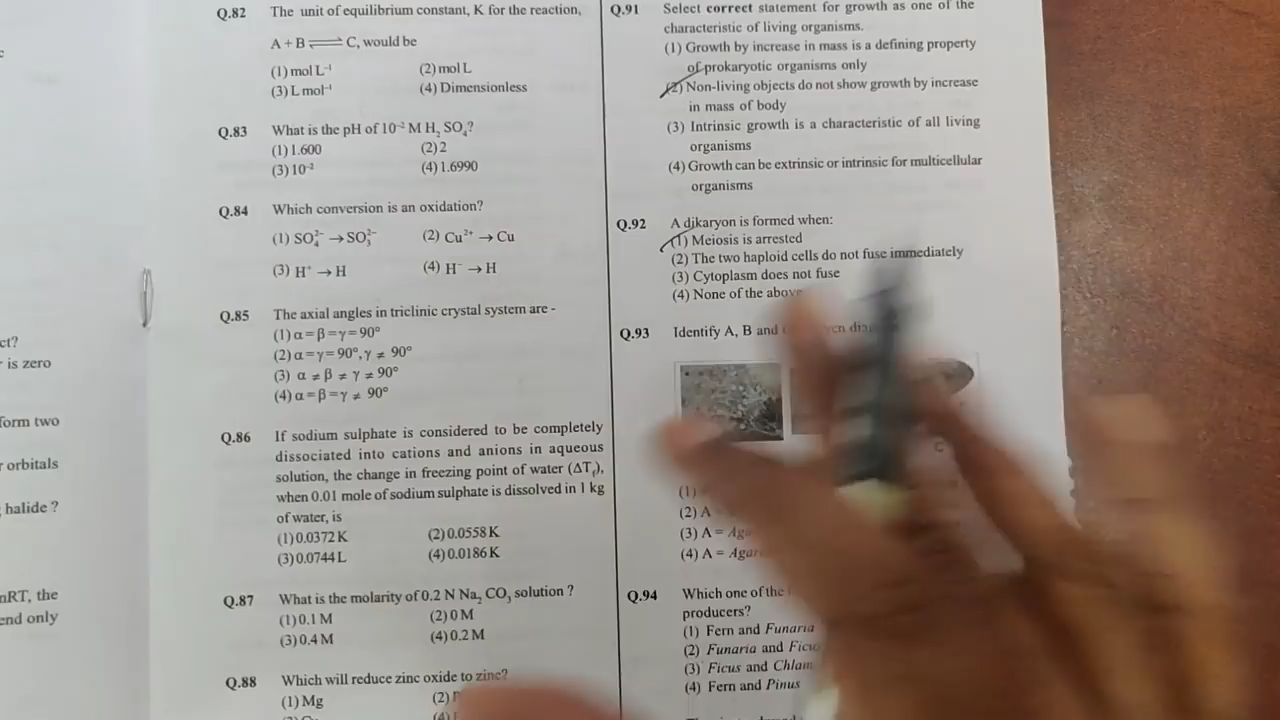 ct?
is zero
form two
orbitals
halide ?
nRT, the
end only
Q.82 The unit of equilibrium constant, K for the reaction,
A + B ⇌ C, would be
(1) mol L⁻¹ (2) mol L
(3) L mol⁻¹ (4) Dimensionless
Q.83 What is the pH of 10⁻² M H₂ SO₄?
(1) 1.600 (2) 2
(3) 10⁻² (4) 1.6990
Q.84 Which conversion is an oxidation?
(1) SO₄²⁻ → SO₃²⁻ (2) Cu²⁺ → Cu
(3) H⁺ → H (4) H⁻ → H
Q.85 The axial angles in triclinic crystal system are -
(1) α = β = γ = 90°
(2) α = γ = 90°, γ ≠ 90°
(3) α ≠ β ≠ γ ≠ 90°
(4) α = β = γ ≠ 90°
Q.86 If sodium sulphate is considered to be completely
dissociated into cations and anions in aqueous
solution, the change in freezing point of water (ΔT_f),
when 0.01 mole of sodium sulphate is dissolved in 1 kg
of water, is
(1) 0.0372 K (2) 0.0558 K
(3) 0.0744 L (4) 0.0186 K
Q.87 What is the molarity of 0.2 N Na₂ CO₃ solution ?
(1) 0.1 M (2) 0 M
(3) 0.4 M (4) 0.2 M
Q.88 Which will reduce zinc oxide to zinc?
(1) Mg (2)
Q.91 Select correct statement for growth as one of the
characteristic of living organisms.
(1) Growth by increase in mass is a defining property
of prokaryotic organisms only
(2) Non-living objects do not show growth by increase
in mass of body
(3) Intrinsic growth is a characteristic of all living
organisms
(4) Growth can be extrinsic or intrinsic for multicellular
organisms
Q.92 A dikaryon is formed when:
(1) Meiosis is arrested
(2) The two haploid cells do not fuse immediately
(3) Cytoplasm does not fuse
(4) None of the above
Q.93 Identify A, B and
C
(1)
(2) A
(3) A =
(4) A =
Q.94 Which one of the
producers?
(1) Fern and Funaria
(2) Funaria and
(3) Ficus and
(4) Fern and Pinus